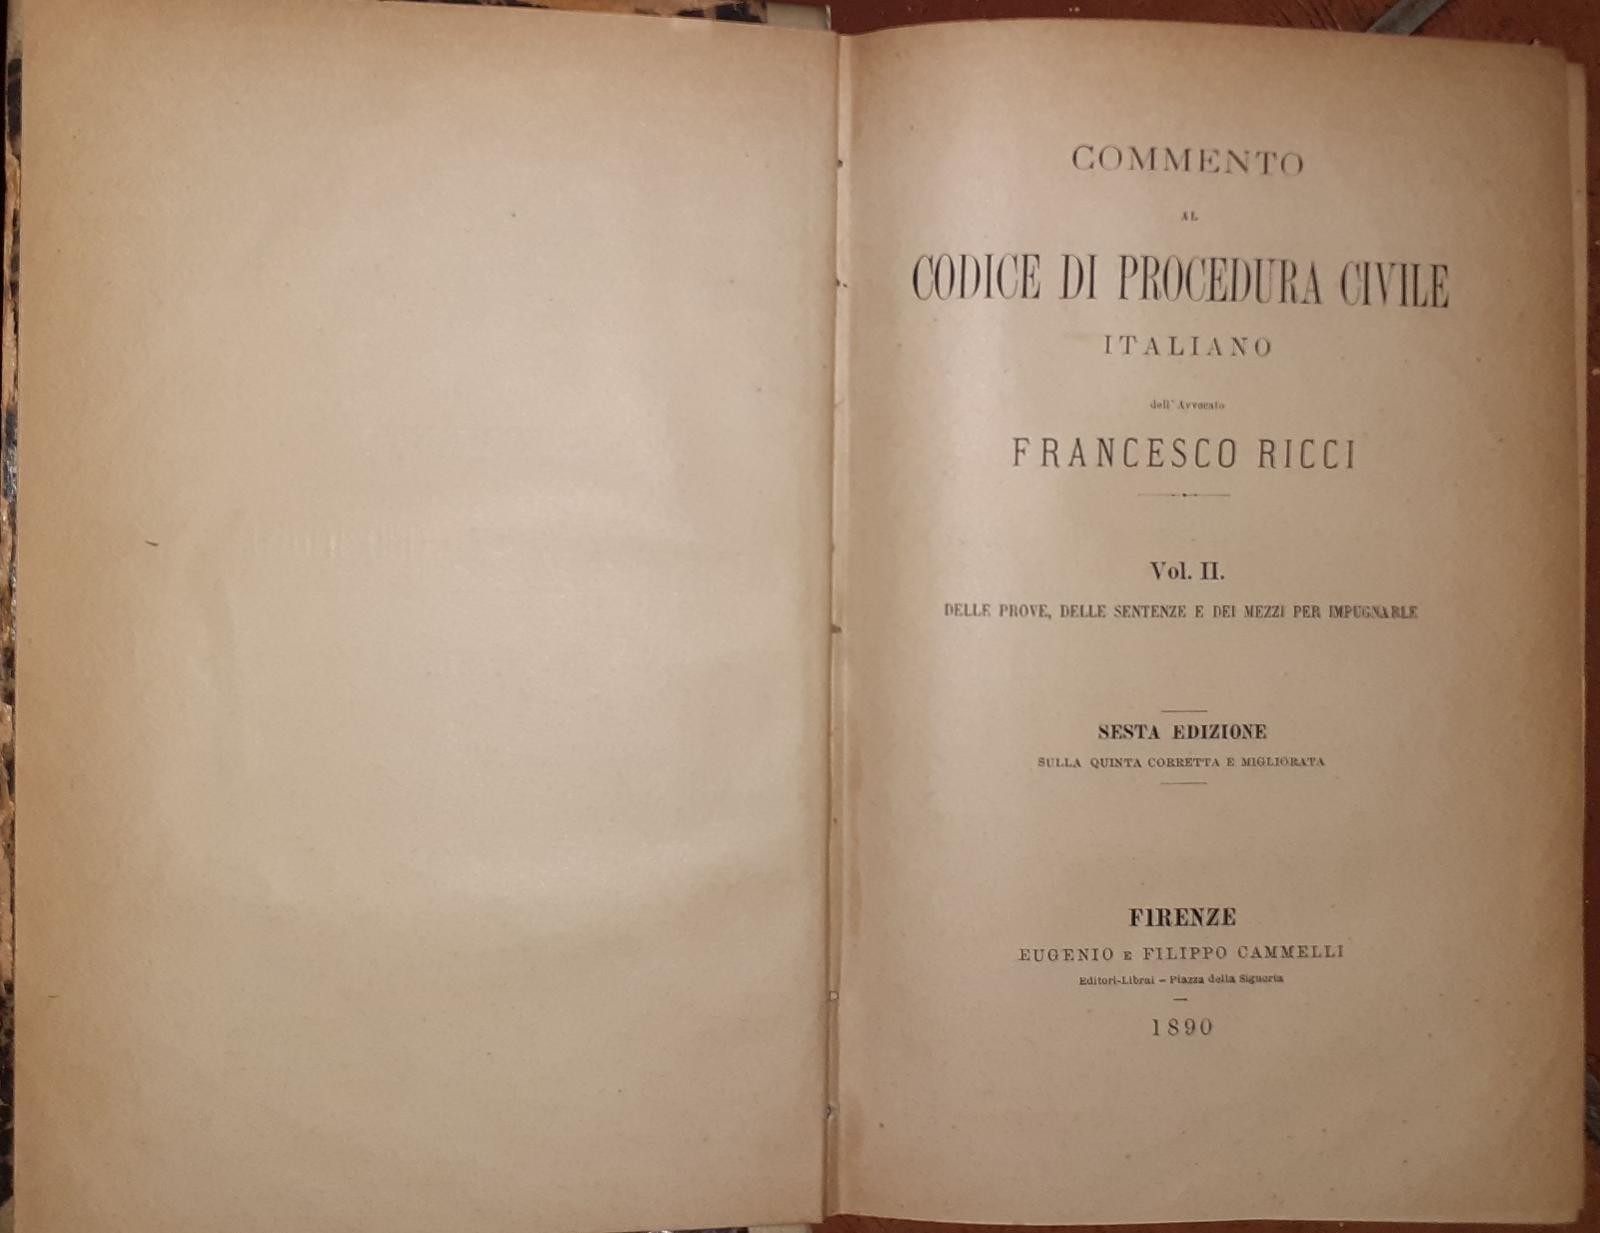 COMMENTO
AL
CODICE DI PROCEDURA CIVILE
ITALIANO
dell' Avvocato
FRANCESCO RICCI
Vol. II.
DELLE PROVE, DELLE SENTENZE E DEI MEZZI PER IMPUGNARLE
SESTA EDIZIONE
SULLA QUINTA CORRETTA E MIGLIORATA
FIRENZE
EUGENIO E FILIPPO CAMMELLI
Editori-Librai – Piazza della Signoria
1890